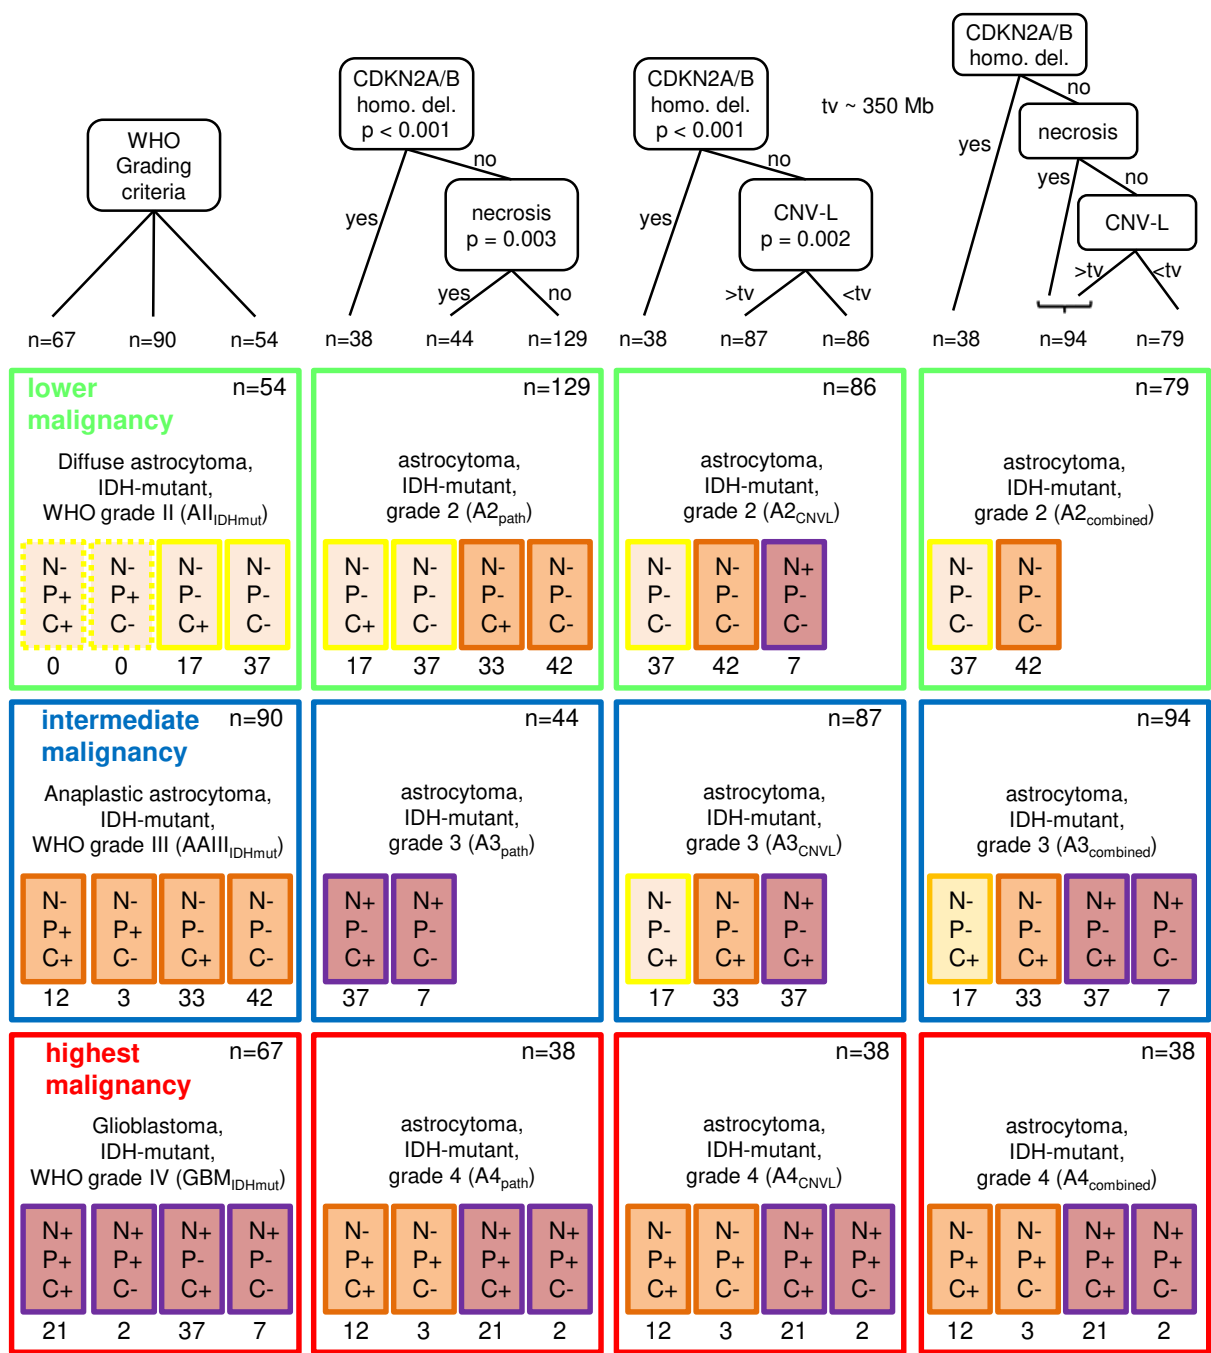 WHO
Grading
criteria
n=67
n=90
n=54
CDKN2A/B
homo. del.
p < 0.001
yes
no
necrosis
p = 0.003
yes
no
n=38
n=44
n=129
CDKN2A/B
homo. del.
p < 0.001
yes
no
CNV-L
p = 0.002
>tv
<tv
n=38
n=87
n=86
tv ~ 350 Mb
CDKN2A/B
homo. del.
no
yes
necrosis
yes
no
CNV-L
>tv
<tv
n=38
n=94
n=79
lower
malignancy
n=54
Diffuse astrocytoma,
IDH-mutant,
WHO grade II (AIIIDHmut)
N- N- N- N-
P+ P+ P- P-
C+ C- C+ C-
0 0 17 37
n=129
astrocytoma,
IDH-mutant,
grade 2 (A2path)
N- N- N- N-
P- P- P- P-
C+ C- C+ C-
17 37 33 42
n=86
astrocytoma,
IDH-mutant,
grade 2 (A2CNVL)
N- N- N+
P- P- P-
C- C- C-
37 42 7
n=79
astrocytoma,
IDH-mutant,
grade 2 (A2combined)
N- N-
P- P-
C- C-
37 42
intermediate
malignancy
n=90
Anaplastic astrocytoma,
IDH-mutant,
WHO grade III (AAIIIIDHmut)
N- N- N- N-
P+ P+ P- P-
C+ C- C+ C-
12 3 33 42
n=44
astrocytoma,
IDH-mutant,
grade 3 (A3path)
N+ N+
P- P-
C+ C-
37 7
n=87
astrocytoma,
IDH-mutant,
grade 3 (A3CNVL)
N- N- N+
P- P- P-
C+ C+ C+
17 33 37
n=94
astrocytoma,
IDH-mutant,
grade 3 (A3combined)
N- N- N+ N+
P- P- P- P-
C+ C+ C+ C-
17 33 37 7
highest
malignancy
n=67
Glioblastoma,
IDH-mutant,
WHO grade IV (GBMIDHmut)
N+ N+ N+ N+
P+ P+ P- P-
C+ C- C+ C-
21 2 37 7
n=38
astrocytoma,
IDH-mutant,
grade 4 (A4path)
N- N- N+ N+
P+ P+ P+ P+
C+ C- C+ C-
12 3 21 2
n=38
astrocytoma,
IDH-mutant,
grade 4 (A4CNVL)
N- N- N+ N+
P+ P+ P+ P+
C+ C- C+ C-
12 3 21 2
n=38
astrocytoma,
IDH-mutant,
grade 4 (A4combined)
N- N- N+ N+
P+ P+ P+ P+
C+ C- C+ C-
12 3 21 2